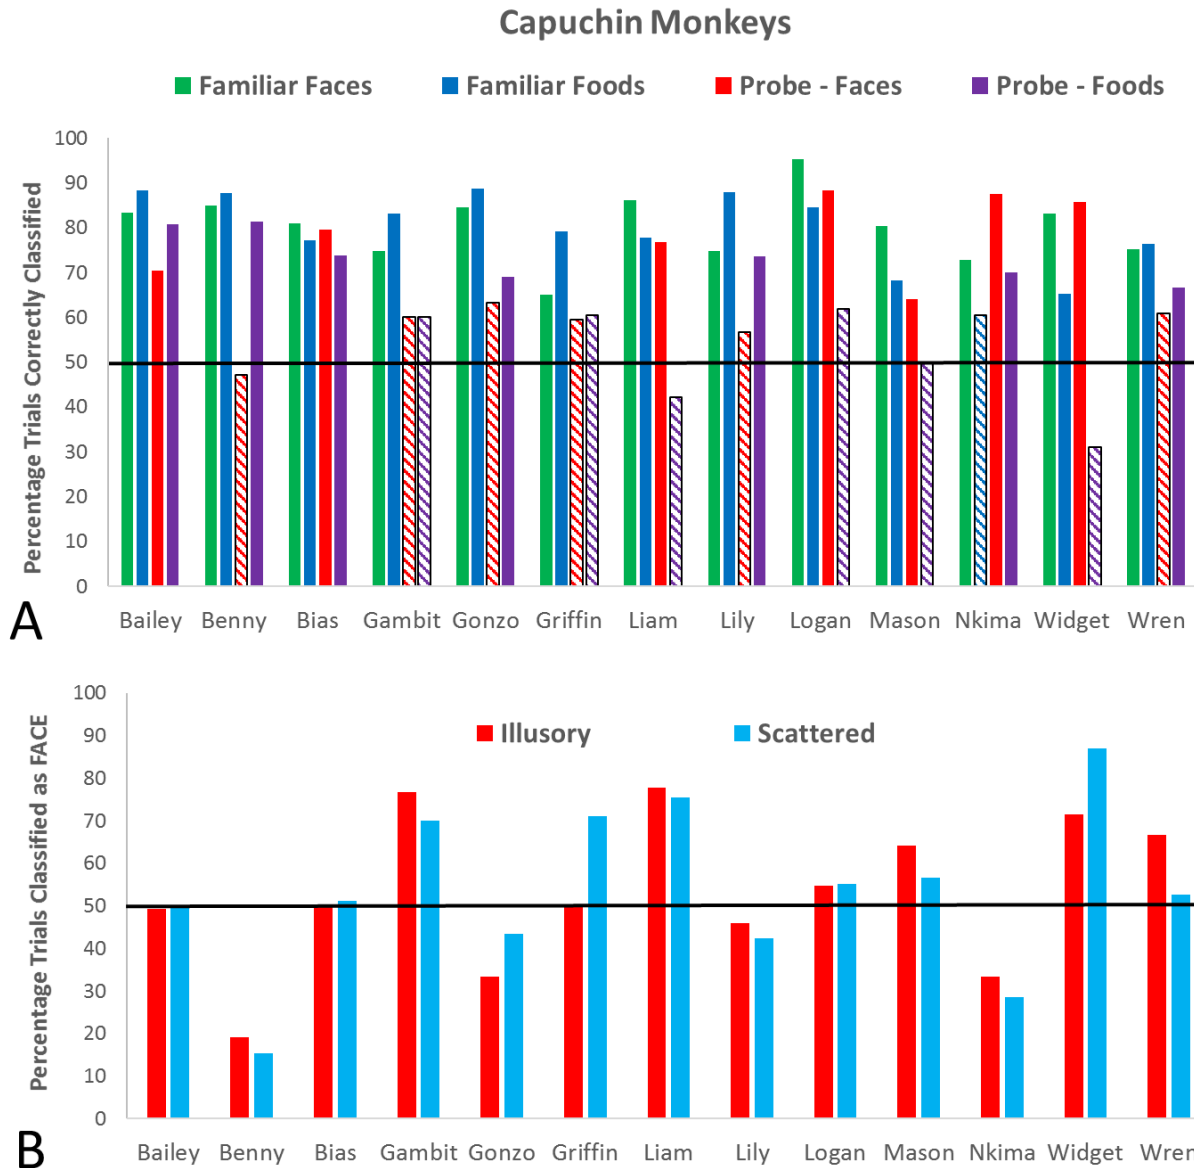 Capuchin Monkeys
Familiar Faces Familiar Foods Probe - Faces Probe - Foods
Percentage Trials Correctly Classified
100
90
80
70
60
50
40
30
20
10
0
Bailey Benny Bias Gambit Gonzo Griffin Liam Lily Logan Mason Nkima Widget Wren
A
Percentage Trials Classified as FACE
100
90
80
70
60
50
40
30
20
10
0
Illusory Scattered
Bailey Benny Bias Gambit Gonzo Griffin Liam Lily Logan Mason Nkima Widget Wren
B